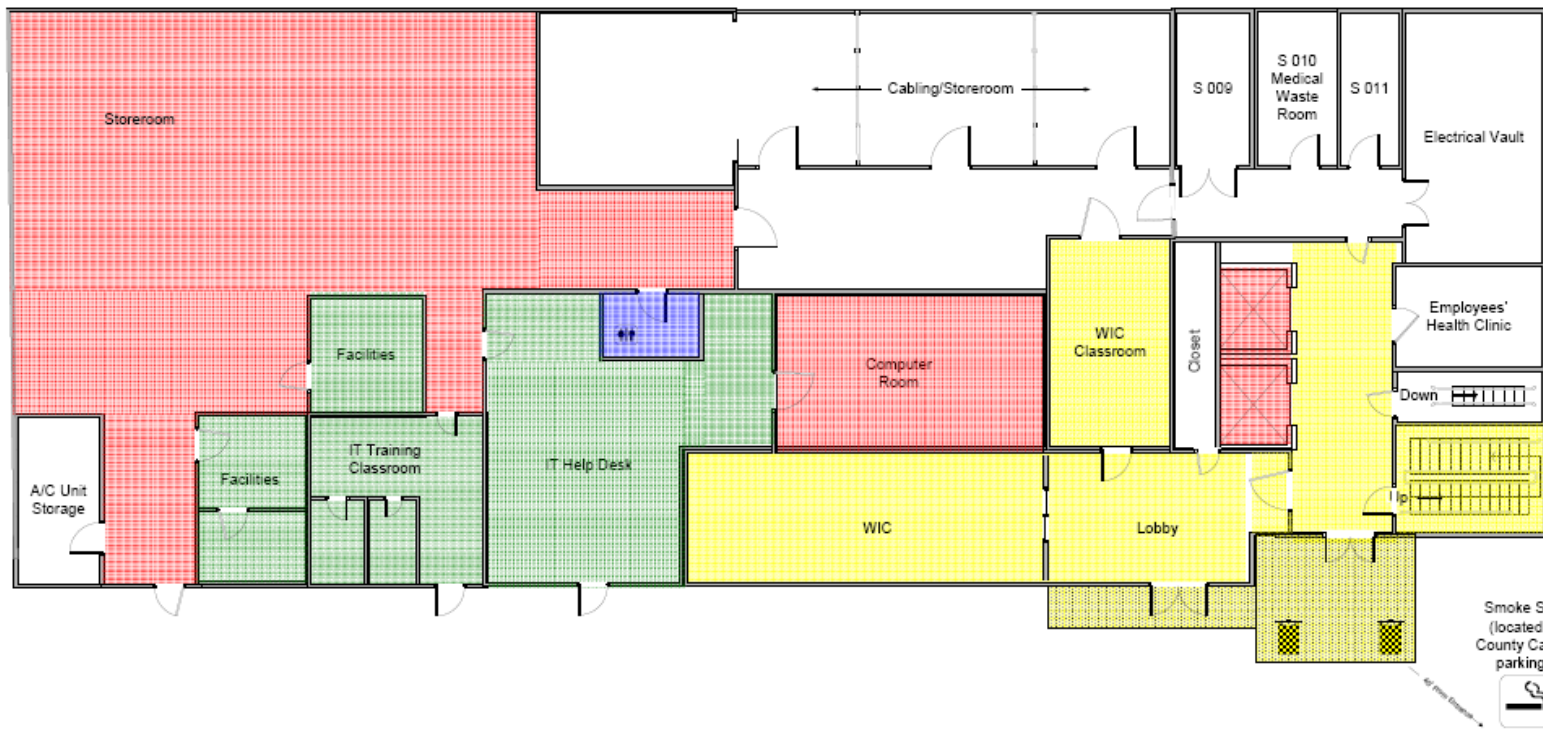 Storeroom
Cabling/Storeroom
S 009
S 010
Medical
Waste
Room
S 011
Electrical Vault
Facilities
Computer
Room
WIC
Classroom
Closet
Employees'
Health Clinic
Down
IT Training
Classroom
IT Help Desk
Facilities
A/C Unit
Storage
WIC
Lobby
Up
Smoke S
(located
County Ca
parking